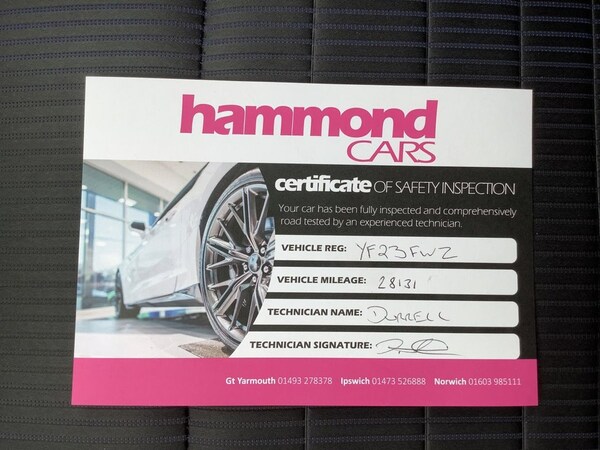 hammond
CARS
certificate OF SAFETY INSPECTION
Your car has been fully inspected and comprehensively
road tested by an experienced technician.
VEHICLE REG: YF23FWZ
VEHICLE MILEAGE: 28131
TECHNICIAN NAME: DURRELL
TECHNICIAN SIGNATURE:
Gt Yarmouth 01493 278378 Ipswich 01473 526888 Norwich 01603 985111